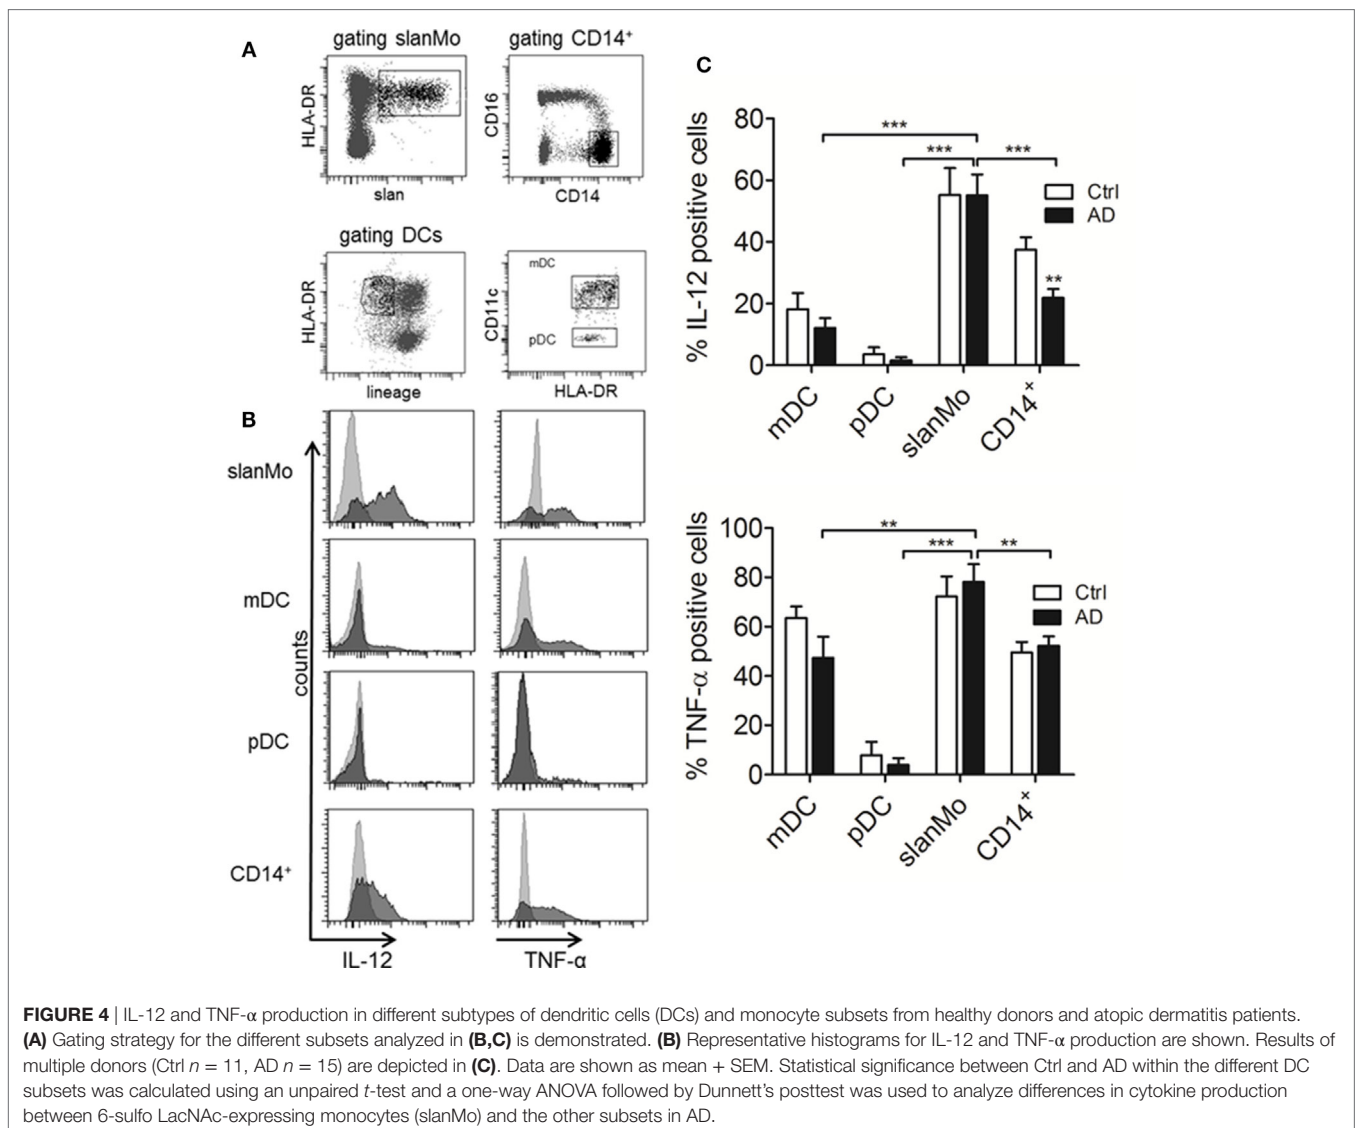 A
gating slanMo
gating CD14+
HLA-DR
slan
CD16
CD14
gating DCs
HLA-DR
lineage
mDC
CD11c
pDC
HLA-DR
B
slanMo
mDC
counts
pDC
CD14+
IL-12
TNF-α
C
% IL-12 positive cells
80
60
40
20
0
***
***
***
**
Ctrl
AD
mDC
pDC
slanMo
CD14+
% TNF-α positive cells
100
80
60
40
20
0
**
***
**
Ctrl
AD
mDC
pDC
slanMo
CD14+
FIGURE 4 | IL-12 and TNF-α production in different subtypes of dendritic cells (DCs) and monocyte subsets from healthy donors and atopic dermatitis patients.
(A) Gating strategy for the different subsets analyzed in (B,C) is demonstrated. (B) Representative histograms for IL-12 and TNF-α production are shown. Results of
multiple donors (Ctrl n = 11, AD n = 15) are depicted in (C). Data are shown as mean + SEM. Statistical significance between Ctrl and AD within the different DC
subsets was calculated using an unpaired t-test and a one-way ANOVA followed by Dunnett's posttest was used to analyze differences in cytokine production
between 6-sulfo LacNAc-expressing monocytes (slanMo) and the other subsets in AD.